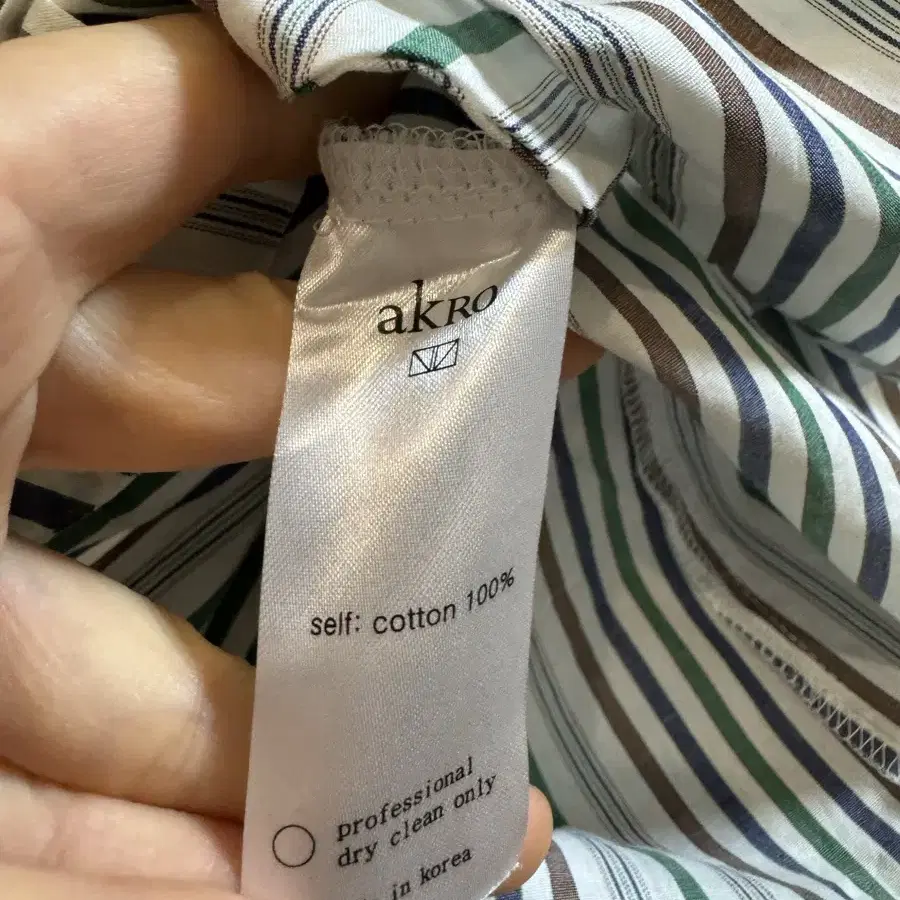 akRO
self: cotton 100%
professional
dry clean only
in korea